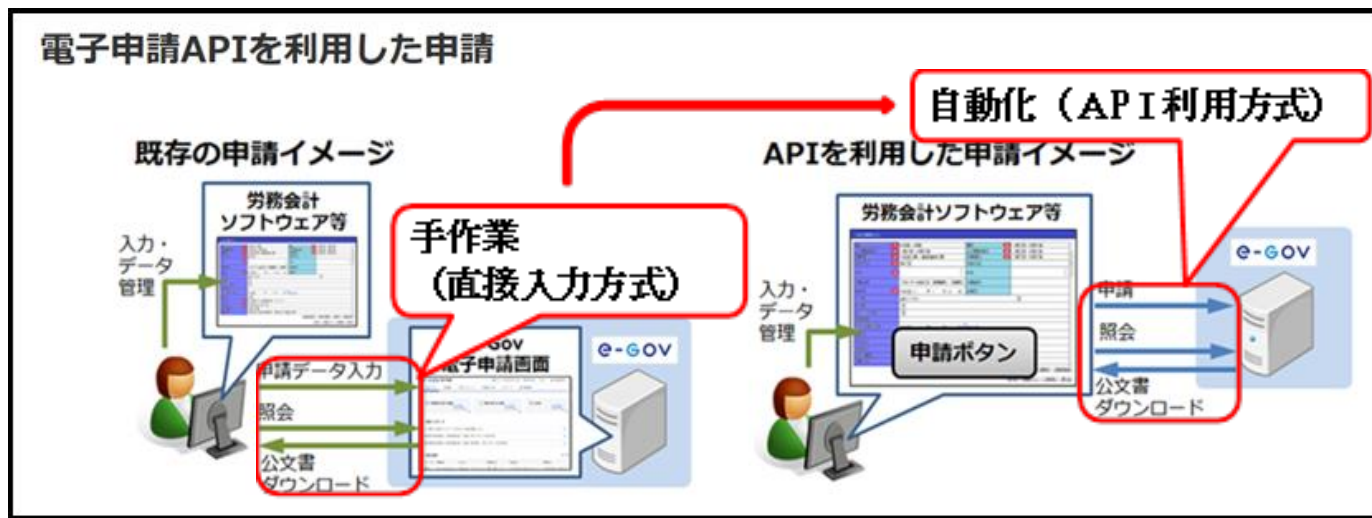 電子申請APIを利用した申請
自動化（API利用方式）
既存の申請イメージ
労務会計
ソフトウェア等
入力・
データ
管理
手作業
（直接入力方式）
Gov
電子申請画面
e-GOV
申請データ入力
照会
公文書
ダウンロード
APIを利用した申請イメージ
労務会計ソフトウェア等
入力・
データ
管理
申請ボタン
e-GOV
申請
照会
公文書
ダウンロード